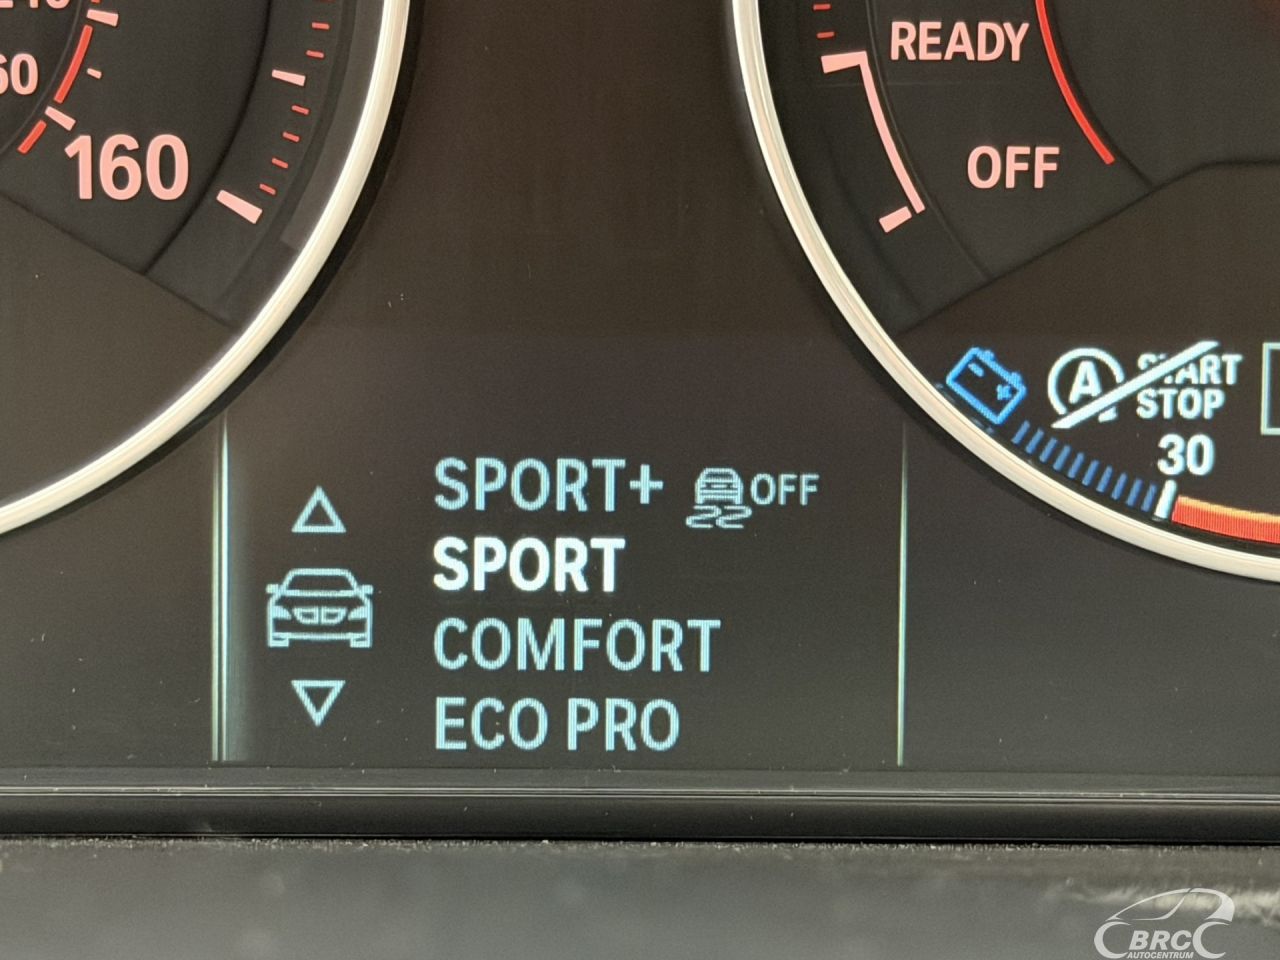 160
READY
OFF
A START
STOP
30
SPORT+ OFF
SPORT
COMFORT
ECO PRO
BRC
AUTOCENTRUM